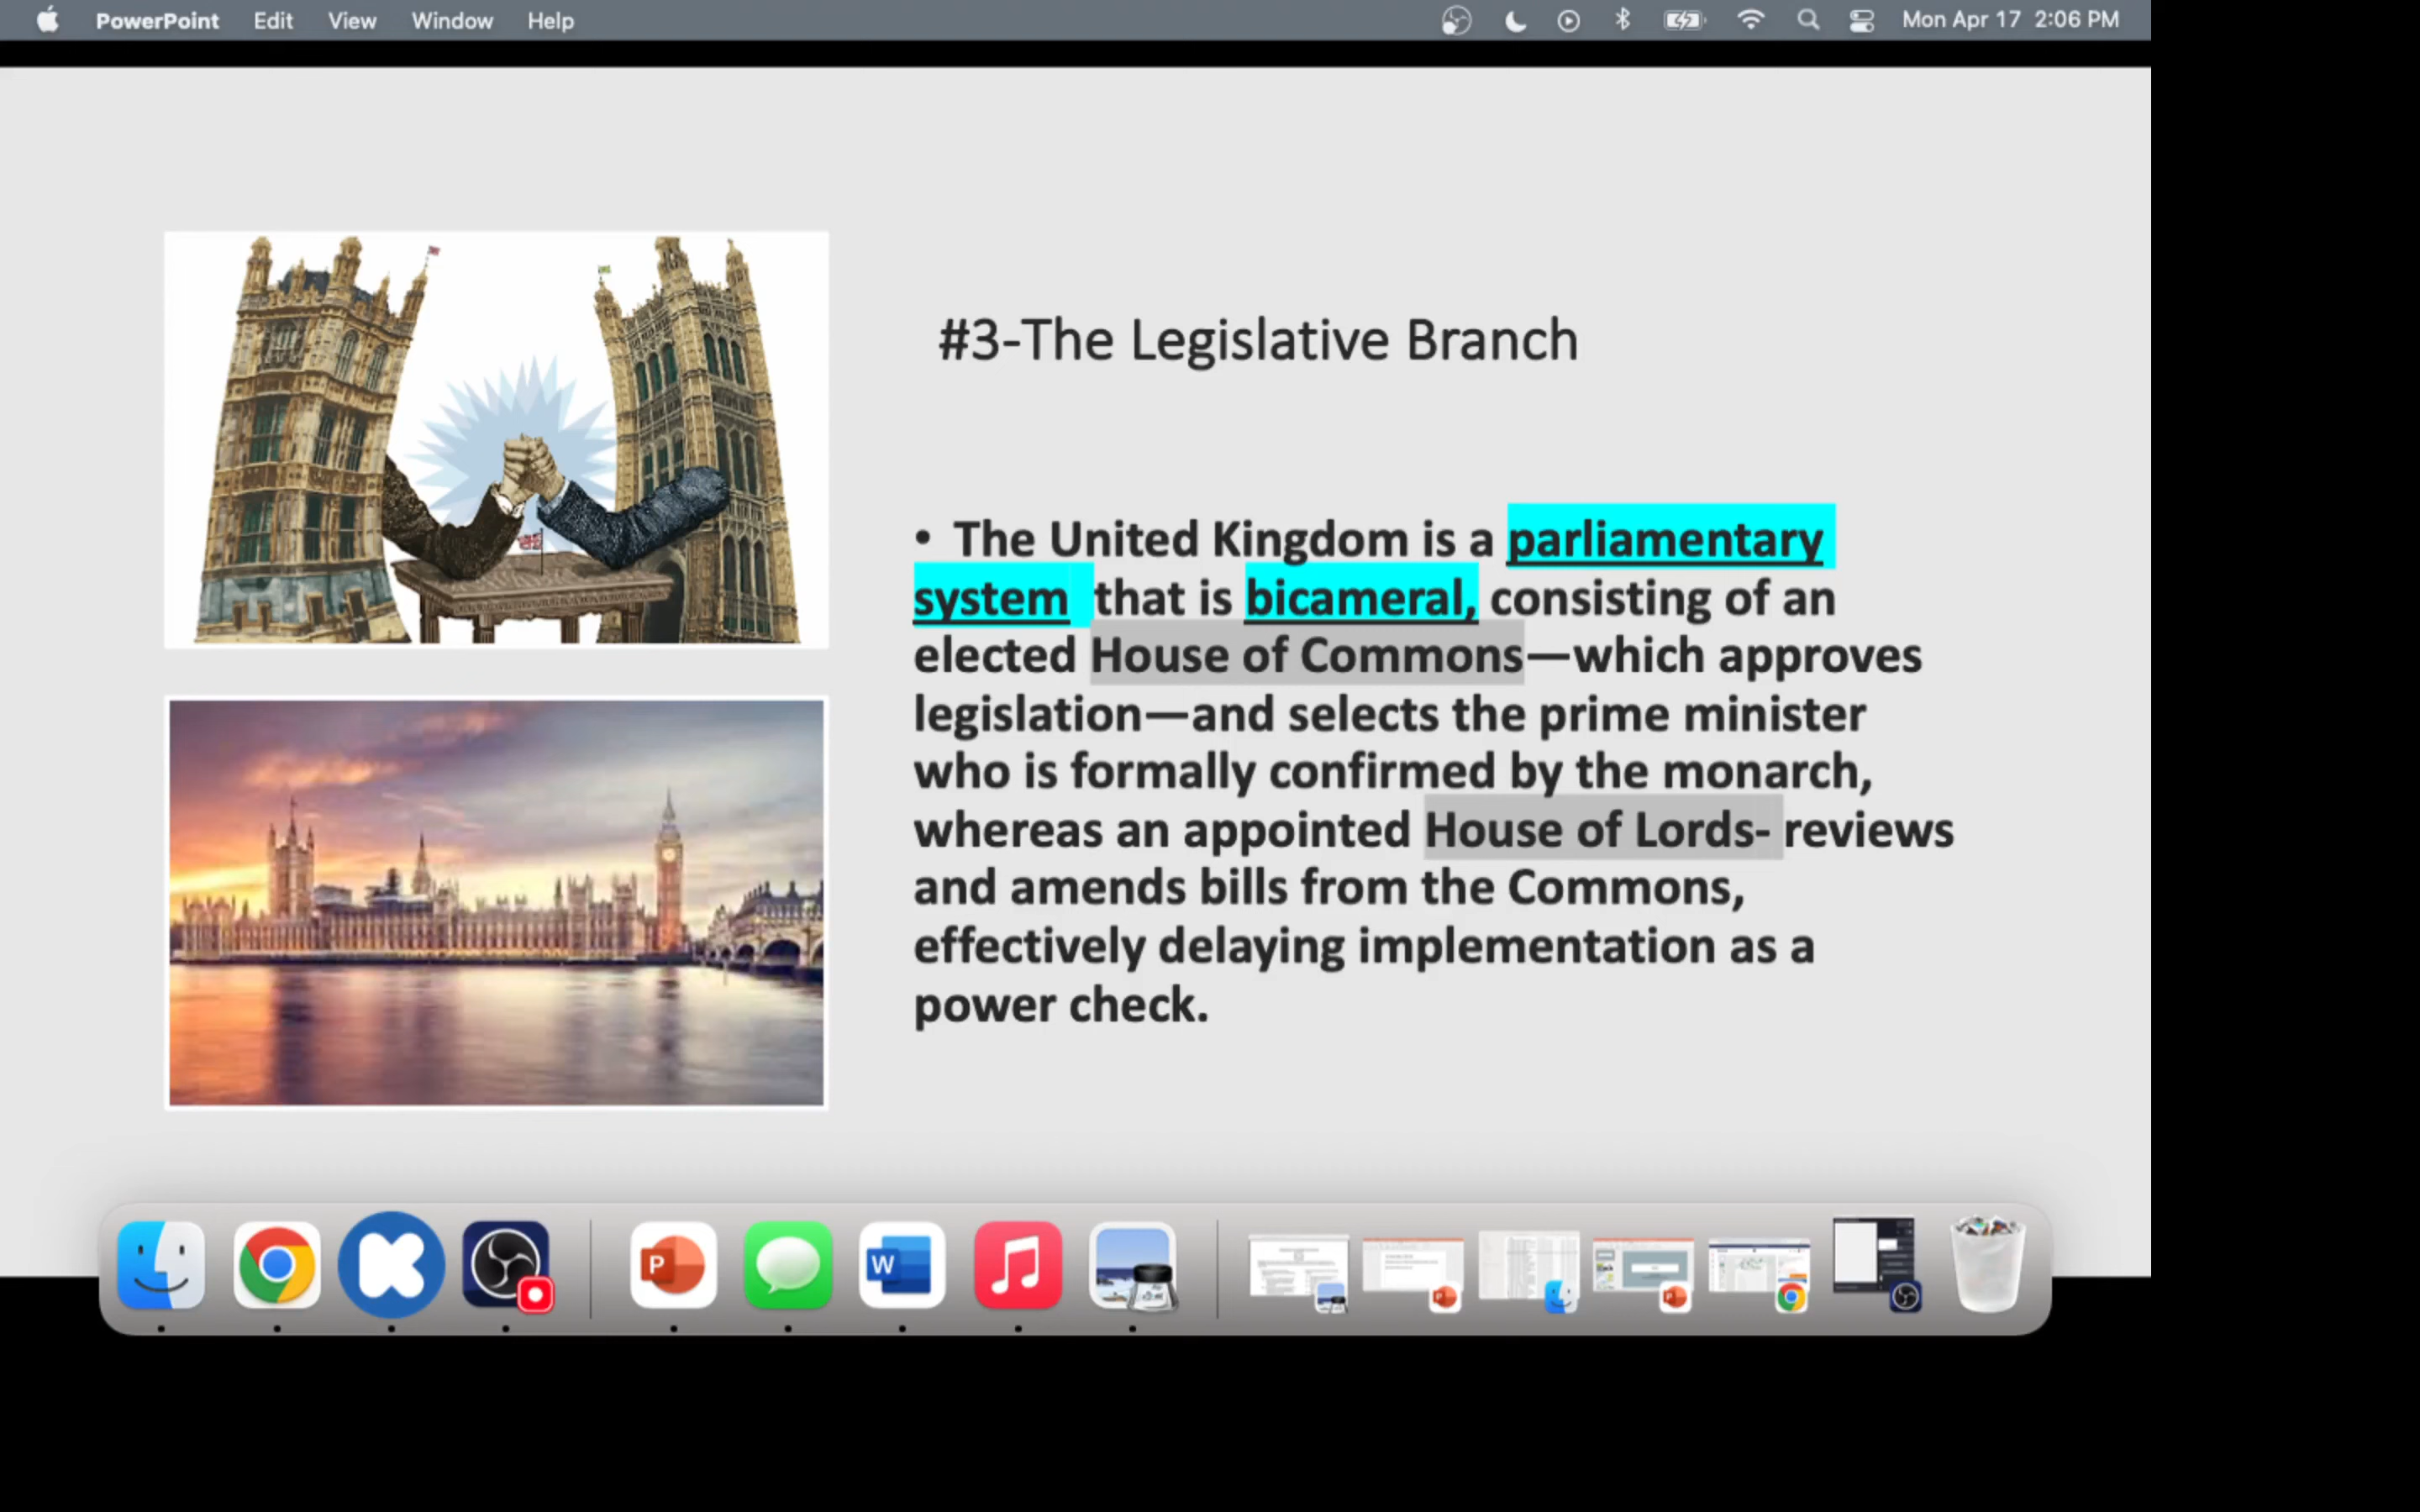 PowerPoint Edit View Window Help Mon Apr 17 2:06 PM
#3-The Legislative Branch
• The United Kingdom is a parliamentary
system that is bicameral, consisting of an
elected House of Commons—which approves
legislation—and selects the prime minister
who is formally confirmed by the monarch,
whereas an appointed House of Lords- reviews
and amends bills from the Commons,
effectively delaying implementation as a
power check.